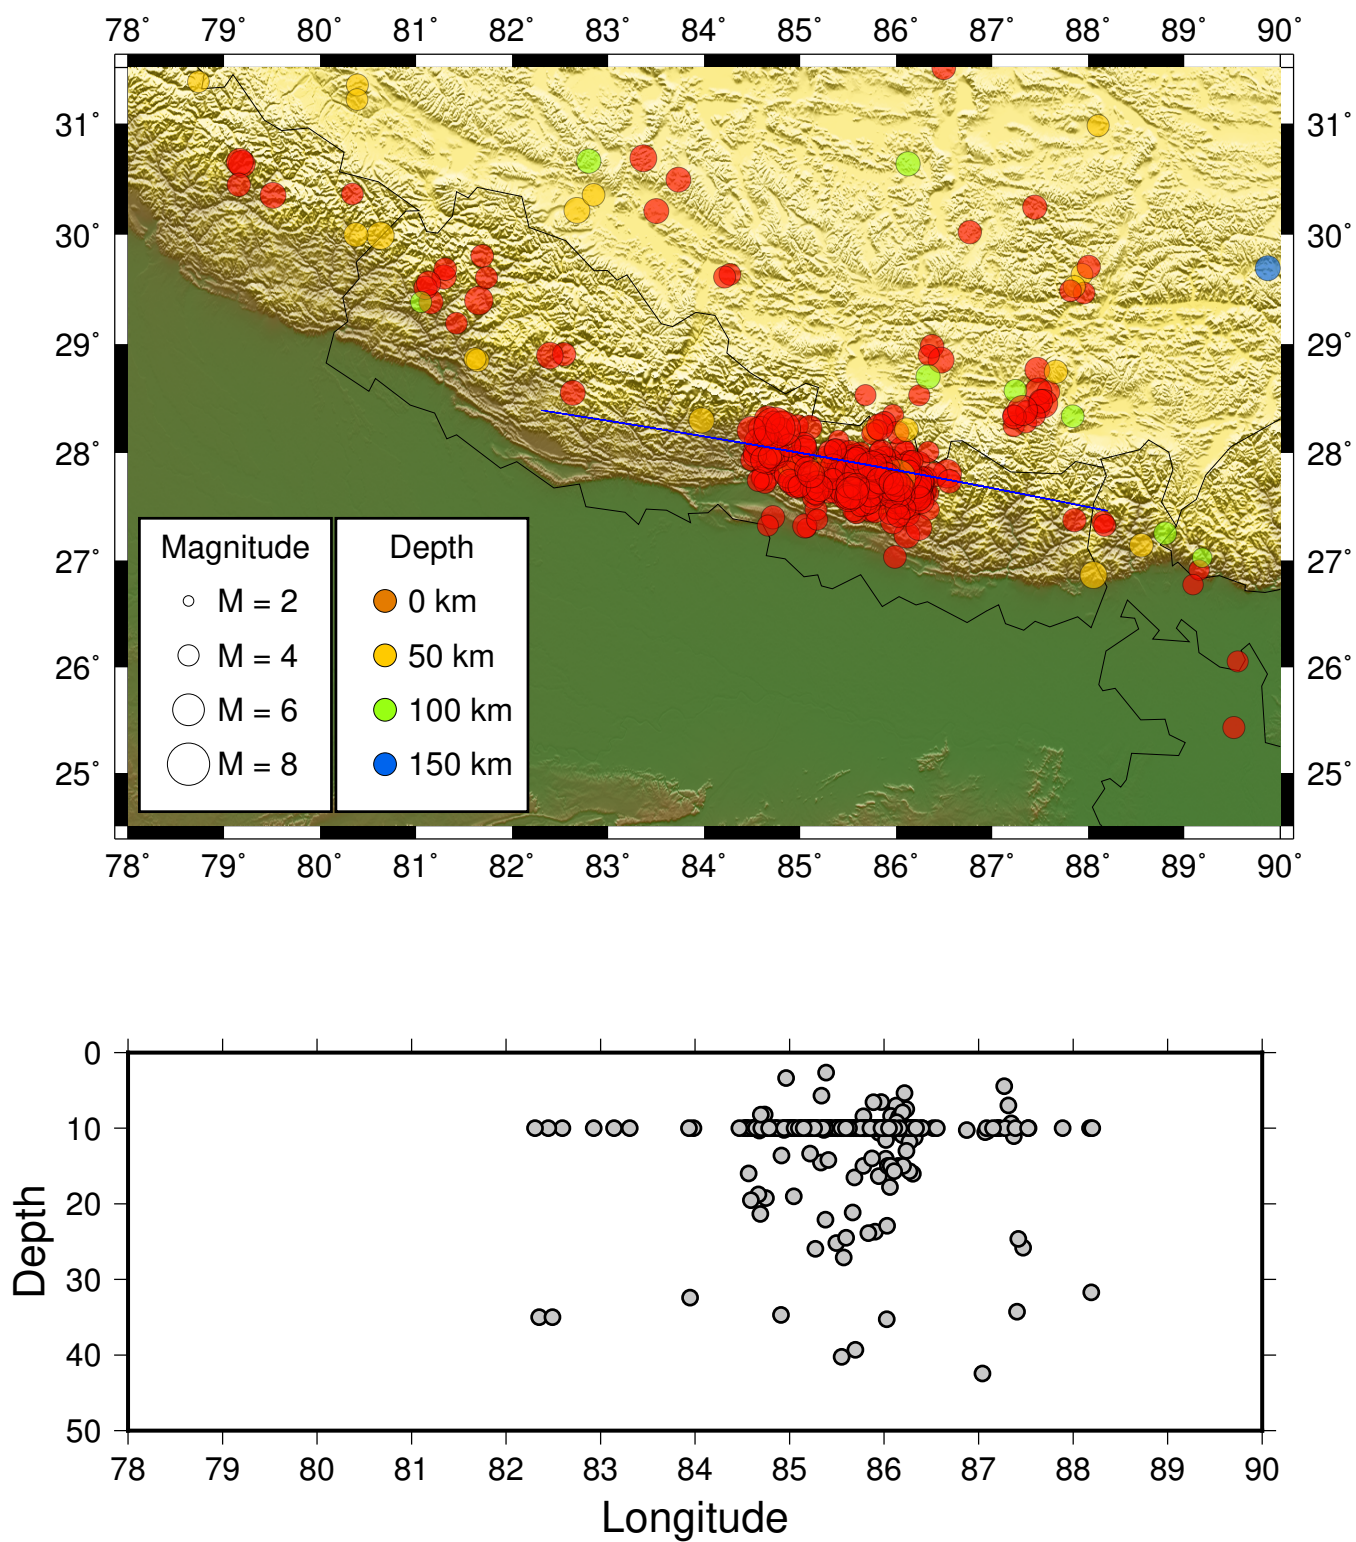 78˚ 79˚ 80˚ 81˚ 82˚ 83˚ 84˚ 85˚ 86˚ 87˚ 88˚ 89˚ 90˚
31˚ 31˚
30˚ 30˚
29˚ 29˚
28˚ 28˚
27˚ 27˚
26˚ 26˚
25˚ 25˚
Magnitude
M = 2
M = 4
M = 6
M = 8
Depth
0 km
50 km
100 km
150 km
78˚ 79˚ 80˚ 81˚ 82˚ 83˚ 84˚ 85˚ 86˚ 87˚ 88˚ 89˚ 90˚
0
10
20
30
40
50
Depth
78 79 80 81 82 83 84 85 86 87 88 89 90
Longitude